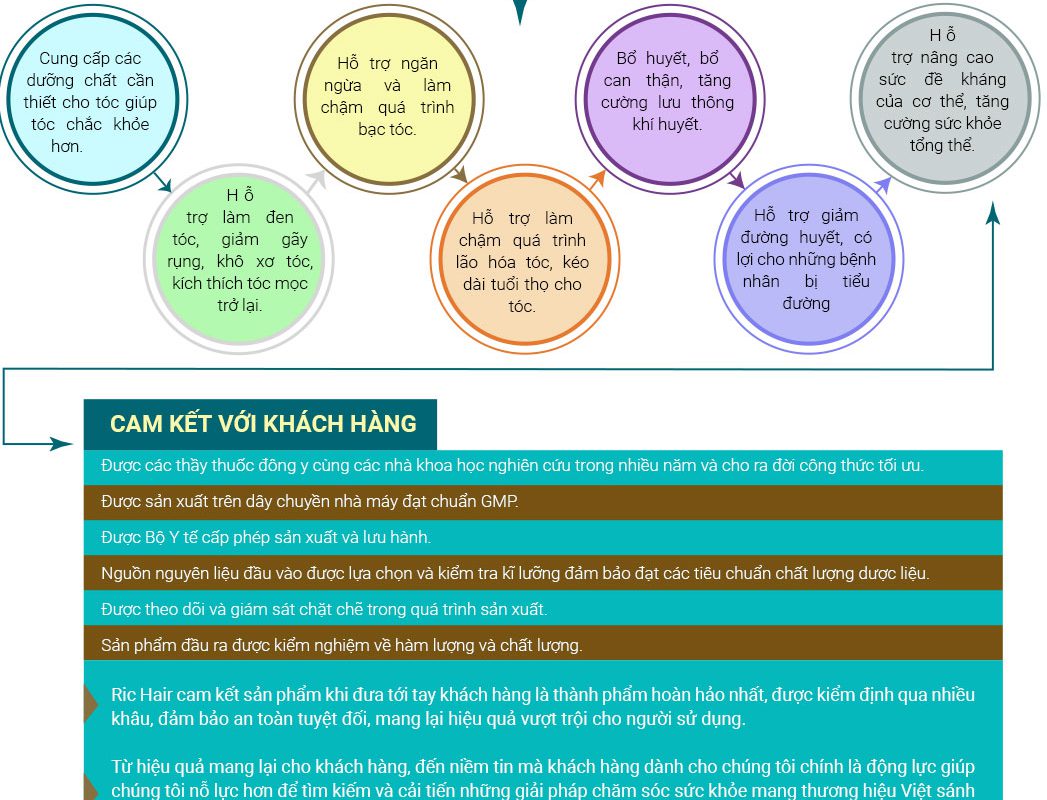 Cung cấp các
dưỡng chất cần
thiết cho tóc giúp
tóc chắc khỏe
hơn.
H ỗ
trợ làm đen
tóc, giảm gãy
rụng, khô xơ tóc,
kích thích tóc mọc
trở lại.
Hỗ trợ ngăn
ngừa và làm
chậm quá trình
bạc tóc.
Hỗ trợ làm
chậm quá trình
lão hóa tóc, kéo
dài tuổi thọ cho
tóc.
Bổ huyết, bổ
can thận, tăng
cường lưu thông
khí huyết.
Hỗ trợ giảm
đường huyết, có
lợi cho những bệnh
nhân bị tiểu
đường
H ỗ
trợ nâng cao
sức đề kháng
của cơ thể, tăng
cường sức khỏe
tổng thể.
CAM KẾT VỚI KHÁCH HÀNG
Được các thầy thuốc đông y cùng các nhà khoa học nghiên cứu trong nhiều năm và cho ra đời công thức tối ưu.
Được sản xuất trên dây chuyền nhà máy đạt chuẩn GMP.
Được Bộ Y tế cấp phép sản xuất và lưu hành.
Nguồn nguyên liệu đầu vào được lựa chọn và kiểm tra kĩ lưỡng đảm bảo đạt các tiêu chuẩn chất lượng dược liệu.
Được theo dõi và giám sát chặt chẽ trong quá trình sản xuất.
Sản phẩm đầu ra được kiểm nghiệm về hàm lượng và chất lượng.
Ric Hair cam kết sản phẩm khi đưa tới tay khách hàng là thành phẩm hoàn hảo nhất, được kiểm định qua nhiều
khâu, đảm bảo an toàn tuyệt đối, mang lại hiệu quả vượt trội cho người sử dụng.
Từ hiệu quả mang lại cho khách hàng, đến niềm tin mà khách hàng dành cho chúng tôi chính là động lực giúp
chúng tôi nỗ lực hơn để tìm kiếm và cải tiến những giải pháp chăm sóc sức khỏe mang thương hiệu Việt sánh